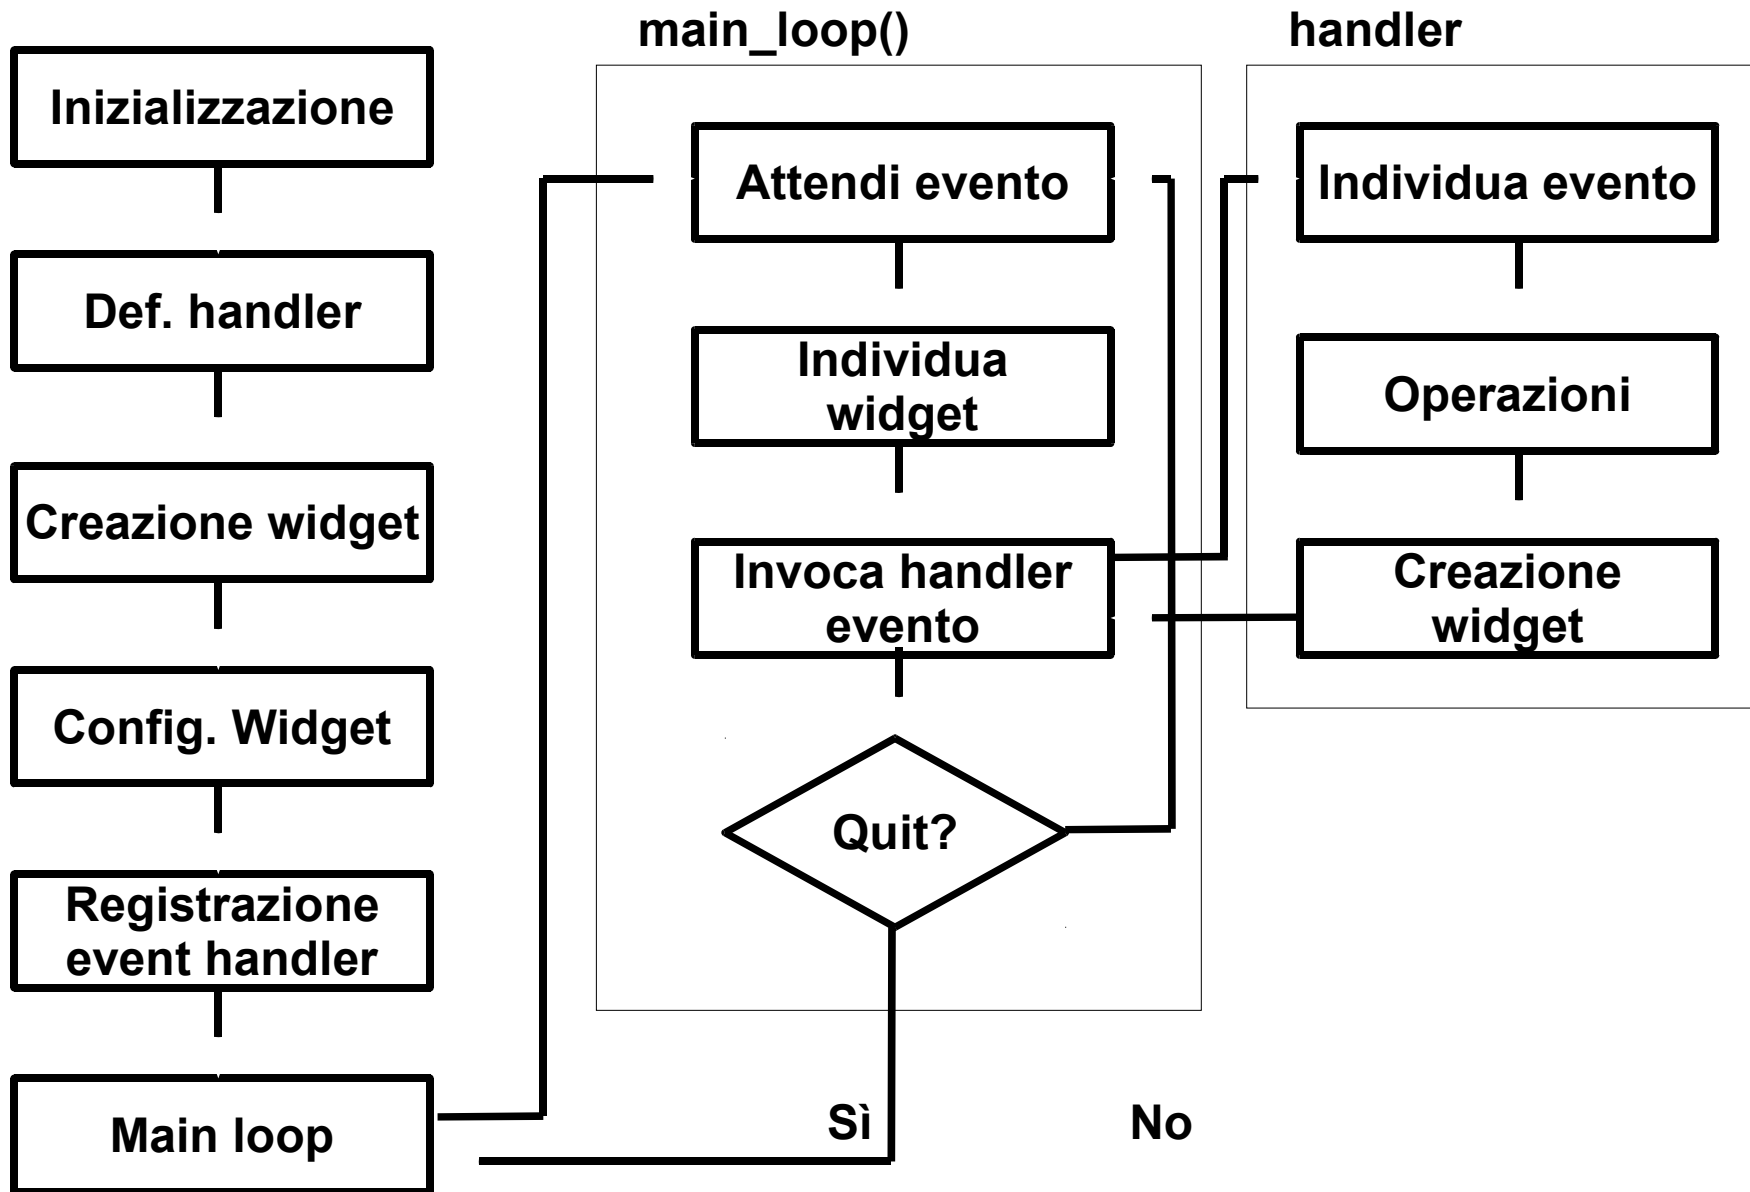 main_loop()
handler
Inizializzazione
Def. handler
Creazione widget
Config. Widget
Registrazione
event handler
Main loop
Attendi evento
Individua
widget
Invoca handler
evento
Quit?
Sì
No
Individua evento
Operazioni
Creazione
widget